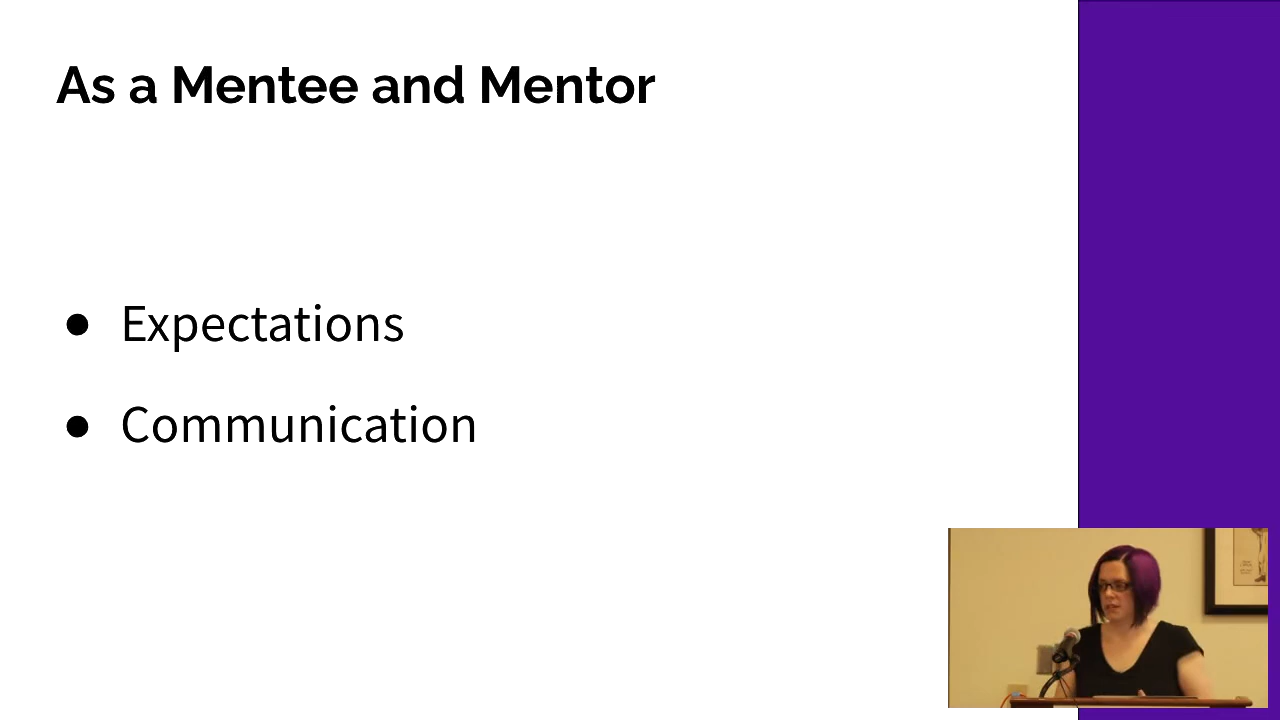 As a Mentee and Mentor
● Expectations
● Communication